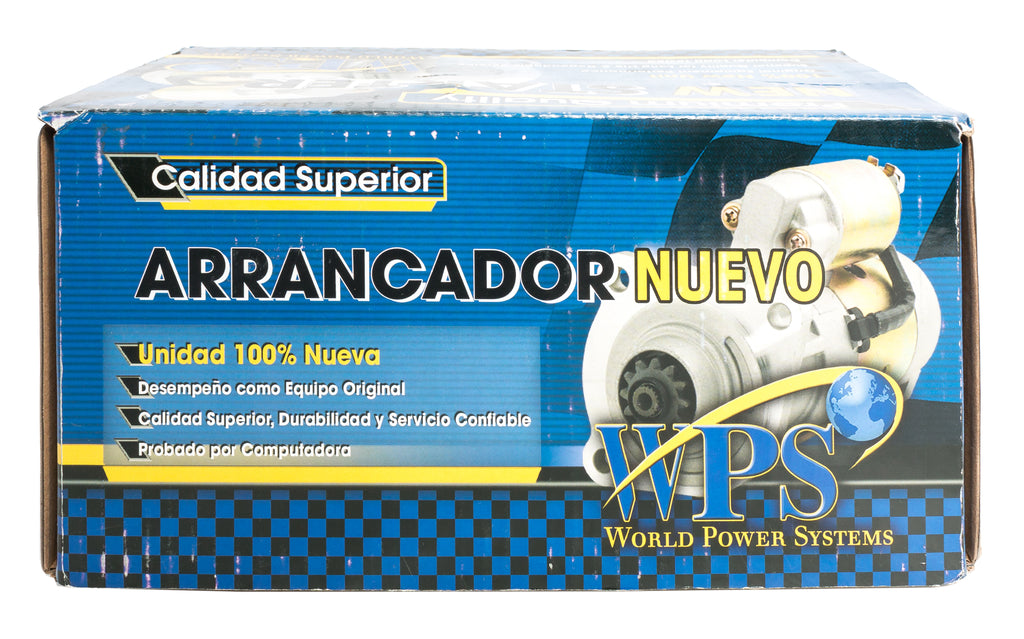 Calidad Superior
ARRANCADOR NUEVO
Unidad 100% Nueva
Desempeño como Equipo Original
Calidad Superior, Durabilidad y Servicio Confiable
Probado por Computadora
WPS
WORLD POWER SYSTEMS